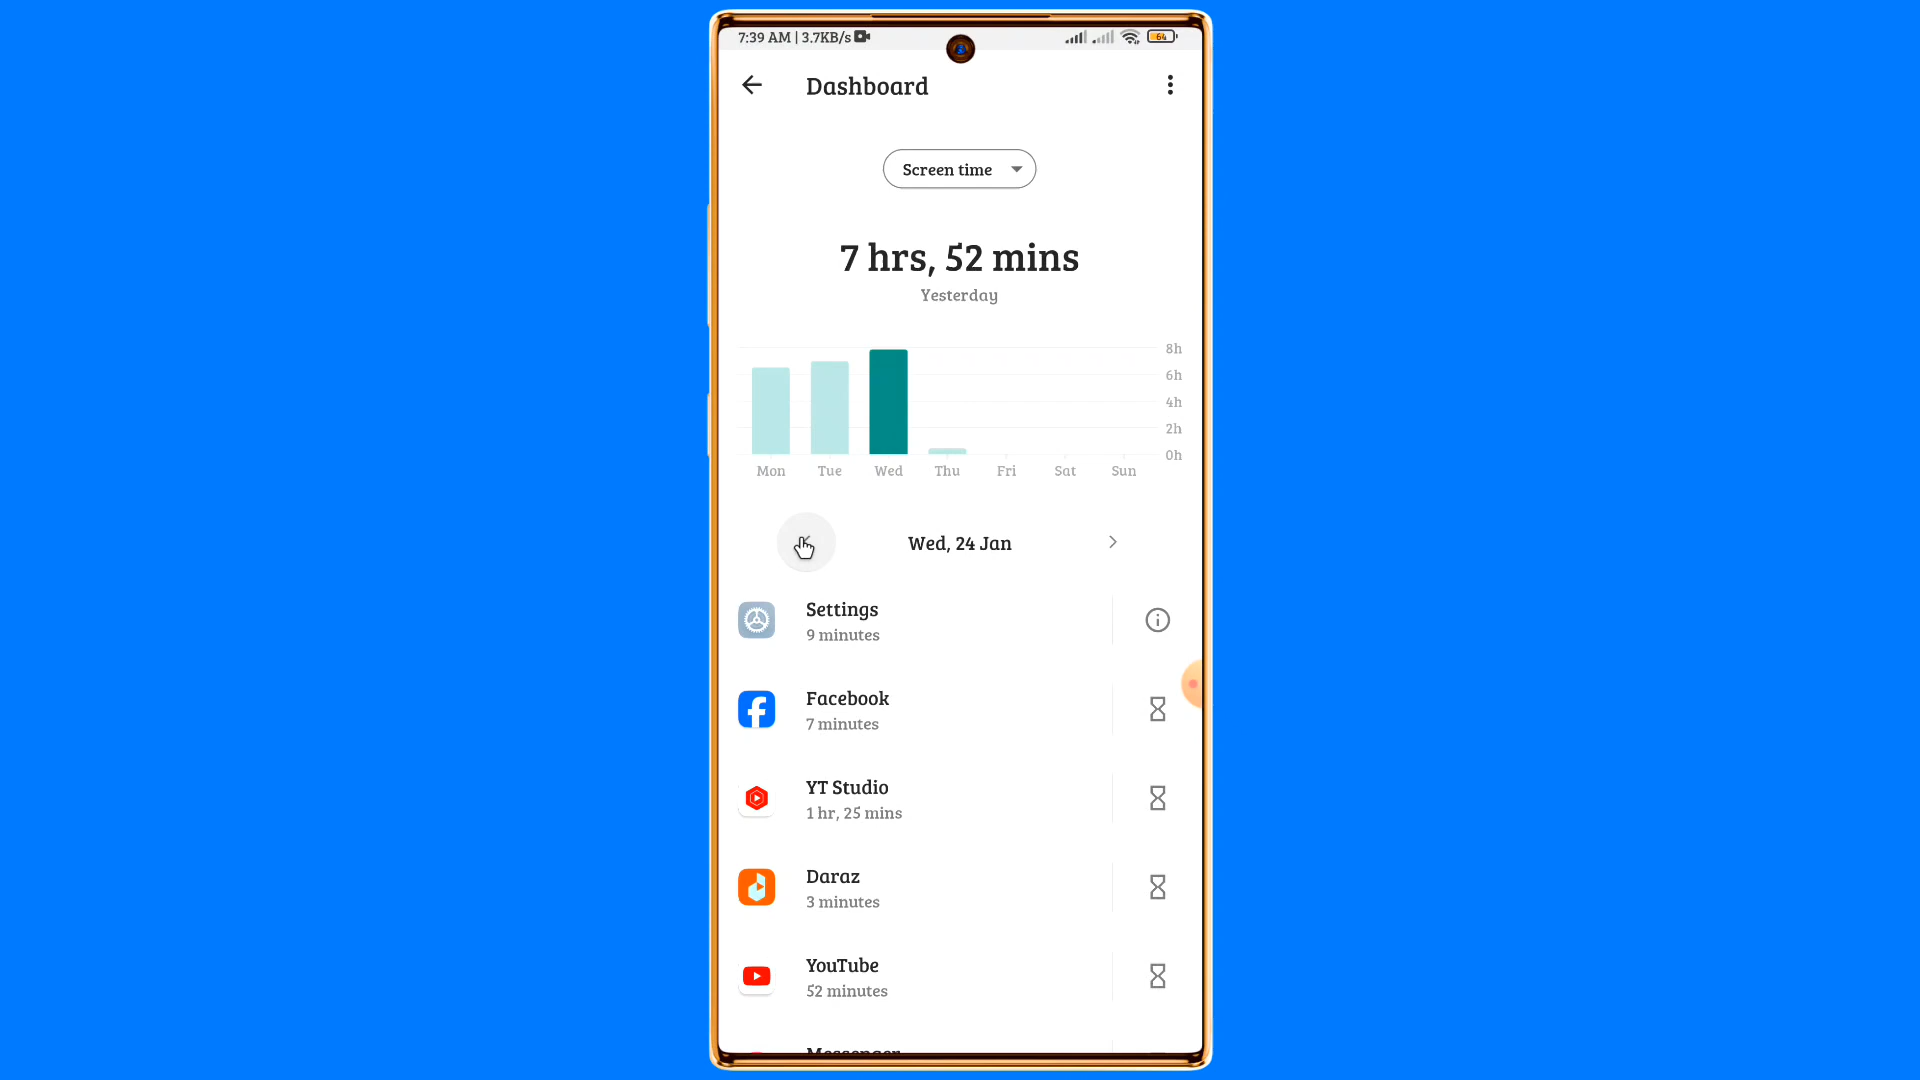 7:39 AM | 3.7KB/s
64
Dashboard
Screen time
7 hrs, 52 mins
Yesterday
8h
6h
4h
2h
0h
Mon Tue Wed Thu Fri Sat Sun
Wed, 24 Jan
Settings
9 minutes
Facebook
7 minutes
YT Studio
1 hr, 25 mins
Daraz
3 minutes
YouTube
52 minutes
Messenger